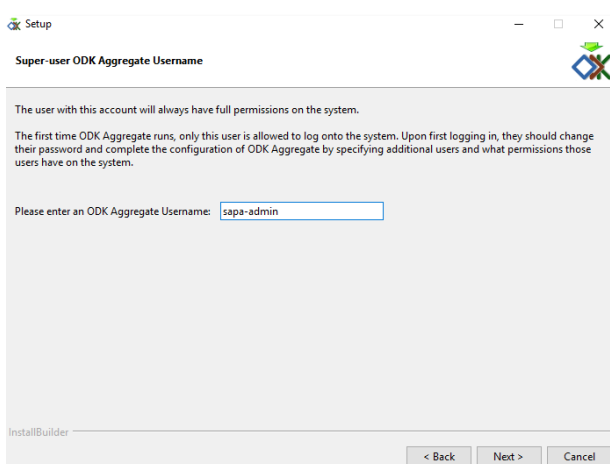 Setup
Super-user ODK Aggregate Username
The user with this account will always have full permissions on the system.
The first time ODK Aggregate runs, only this user is allowed to log onto the system. Upon first logging in, they should change
their password and complete the configuration of ODK Aggregate by specifying additional users and what permissions those
users have on the system.
Please enter an ODK Aggregate Username: sapa-admin
InstallBuilder
< Back Next > Cancel